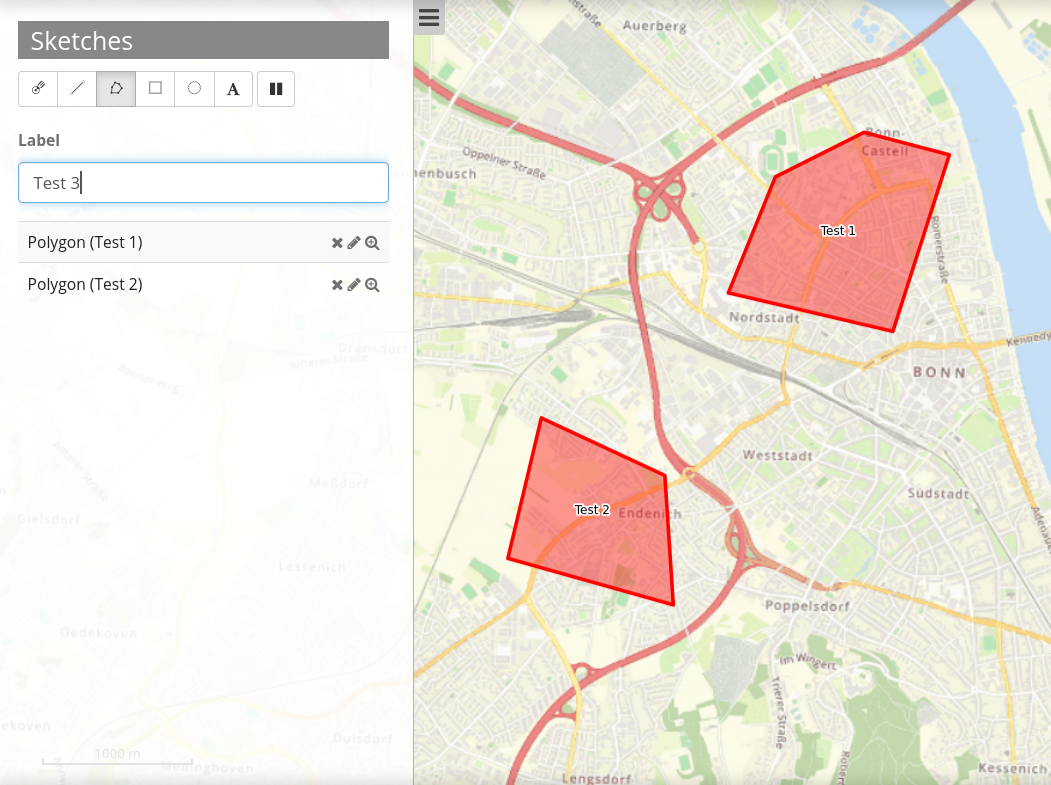 Sketches
A
Label
Test 3
Polygon (Test 1)
Polygon (Test 2)
Auerberg
Oppelner Straße
Bonn-
Castell
Test 1
Römerstraße
Nordstadt
Kennedy
BONN
Dransdorf
Weststadt
Meßdorf
Südstadt
Test 2
Endenich
Gielsdorf
Lessenich
Poppelsdorf
Oedekoven
Im Wingert
Trierer Straße
Duisdorf
1000 m
Medinghoven
Kessenich
Lengsdorf